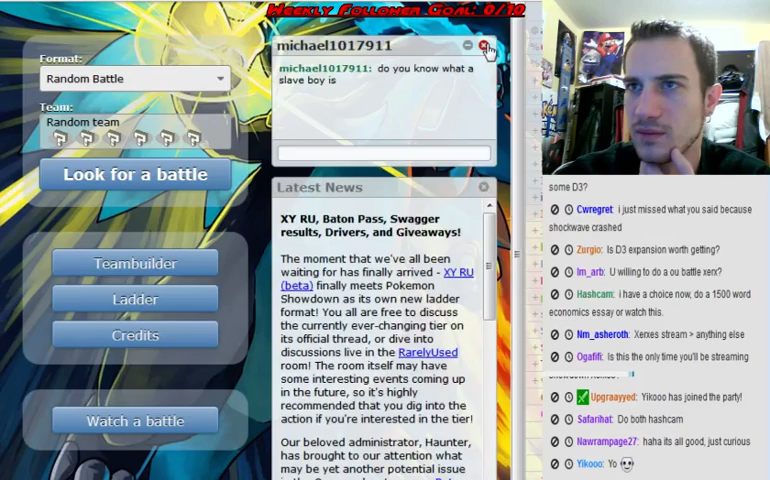 Weekly Follower Goal: 0/10
Format:
Random Battle
Team:
Random team
Look for a battle
Teambuilder
Ladder
Credits
Watch a battle
michael1017911
michael1017911: do you know what a
slave boy is
Latest News
XY RU, Baton Pass, Swagger
results, Drivers, and Giveaways!
The moment that we've all been
waiting for has finally arrived - XY RU
(beta) finally meets Pokemon
Showdown as its own new ladder
format! You all are free to discuss
the currently ever-changing tier on
its official thread, or dive into
discussions live in the RarelyUsed
room! The room itself may have
some interesting events coming up
in the future, so it's highly
recommended that you dig into the
action if you're interested in the tier!
Our beloved administrator, Haunter,
has brought to our attention what
may be yet another potential issue
some D3?
Cwregret: i just missed what you said because
shockwave crashed
Zurgio: Is D3 expansion worth getting?
Im_arb: U willing to do a ou battle xerx?
Hashcam: i have a choice now, do a 1500 word
economics essay or watch this.
Nm_asheroth: Xerxes stream > anything else
Ogafifi: Is this the only time you'll be streaming
Upgraayyed: Yikooo has joined the party!
Safarihat: Do both hashcam
Nawrampage27: haha its all good, just curious
Yikooo: Yo